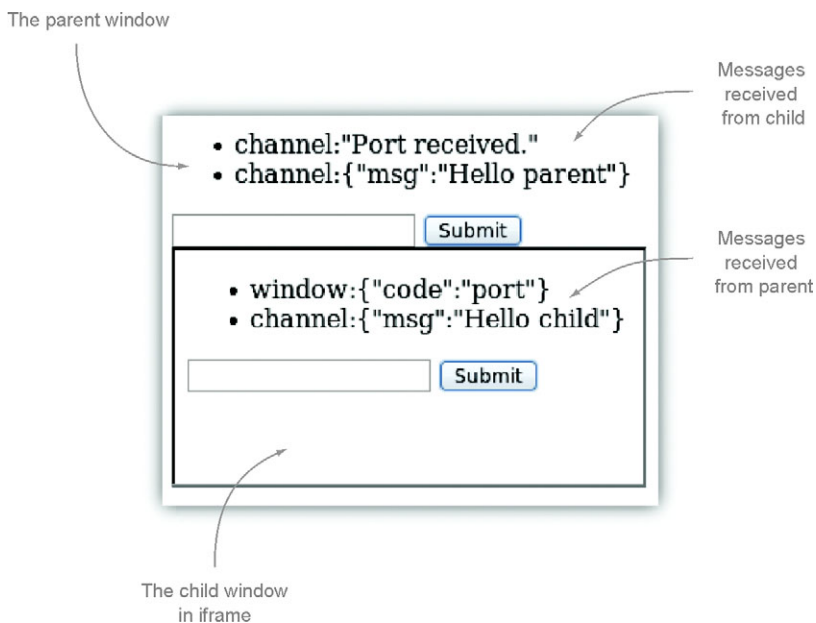 The parent window
Messages
received
from child
• channel:"Port received."
• channel:{"msg":"Hello parent"}
Submit
Messages
received
from parent
• window:{"code":"port"}
• channel:{"msg":"Hello child"}
Submit
The child window
in iframe